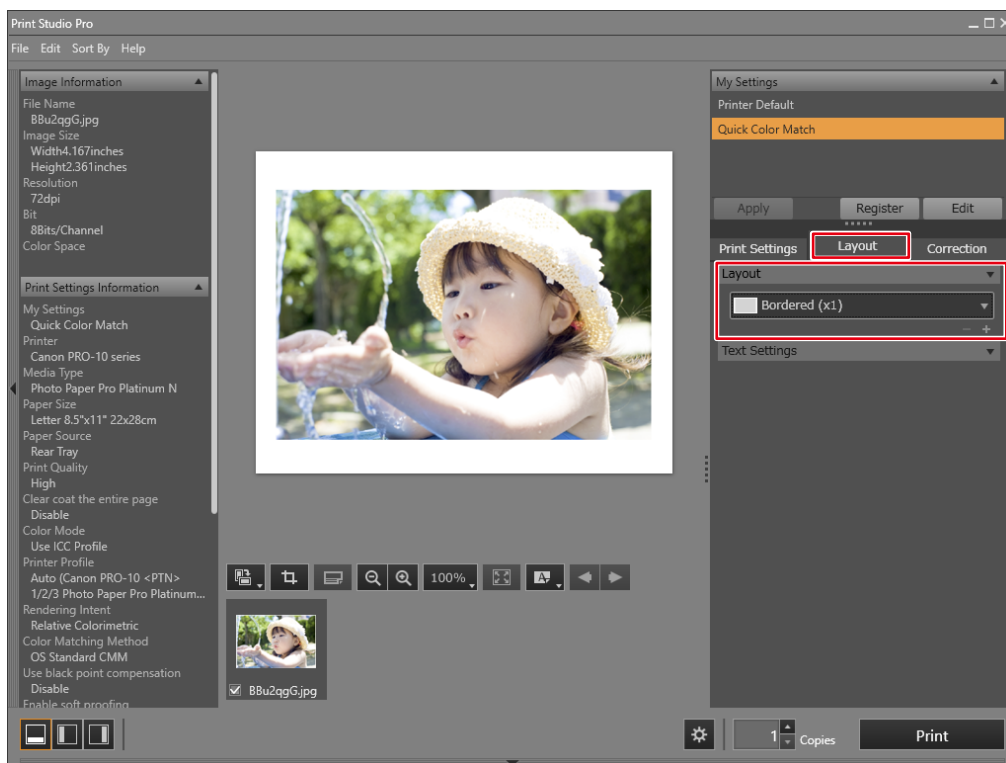 Print Studio Pro
File Edit Sort By Help
Image Information
File Name
BBu2qgG.jpg
Image Size
Width4.167inches
Height2.361inches
Resolution
72dpi
Bit
8Bits/Channel
Color Space
Print Settings Information
My Settings
Quick Color Match
Printer
Canon PRO-10 series
Media Type
Photo Paper Pro Platinum N
Paper Size
Letter 8.5"x11" 22x28cm
Paper Source
Rear Tray
Print Quality
High
Clear coat the entire page
Disable
Color Mode
Use ICC Profile
Printer Profile
Auto (Canon PRO-10 <PTN>
1/2/3 Photo Paper Pro Platinum...
Rendering Intent
Relative Colorimetric
Color Matching Method
OS Standard CMM
Use black point compensation
Disable
Enable soft proofing
100%
A
BBu2qgG.jpg
My Settings
Printer Default
Quick Color Match
Apply Register Edit
Print Settings Layout Correction
Layout
Bordered (x1)
Text Settings
1 Copies
Print